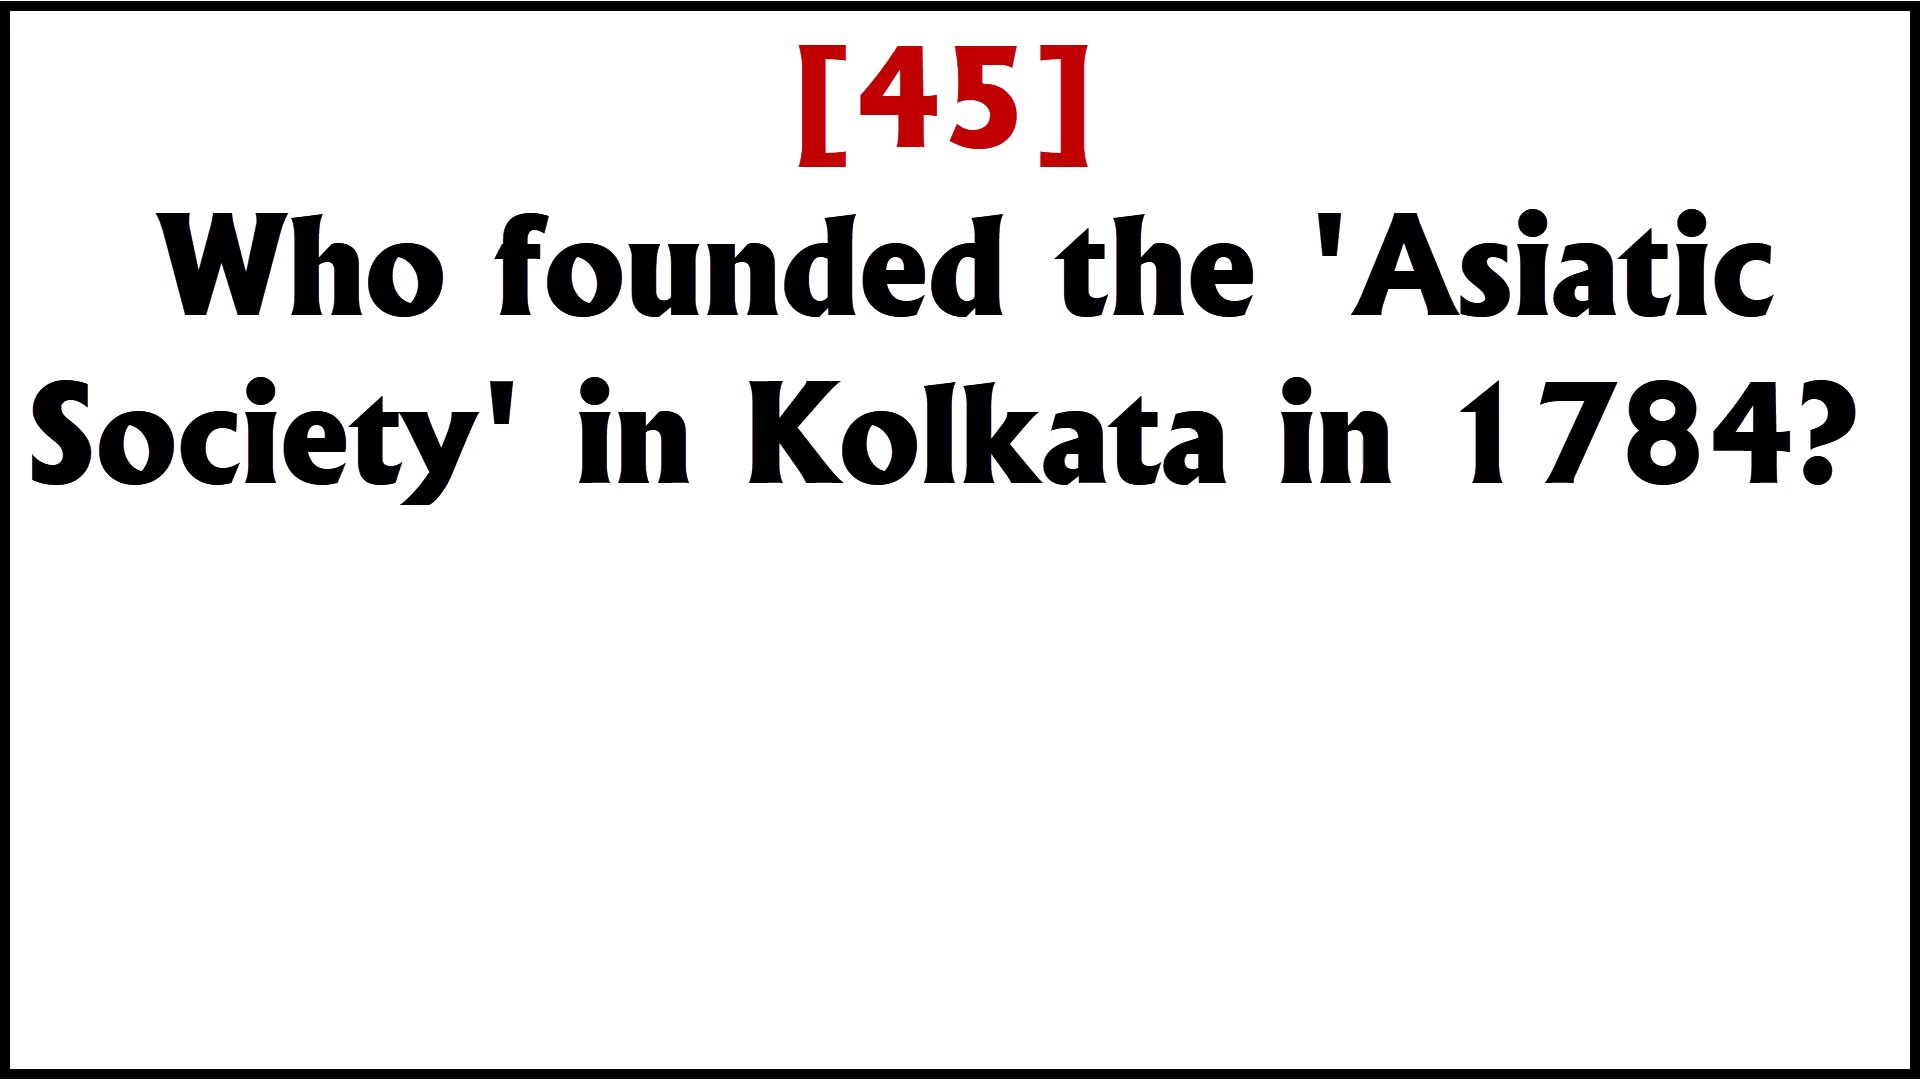 [45]
Who founded the 'Asiatic
Society' in Kolkata in 1784?